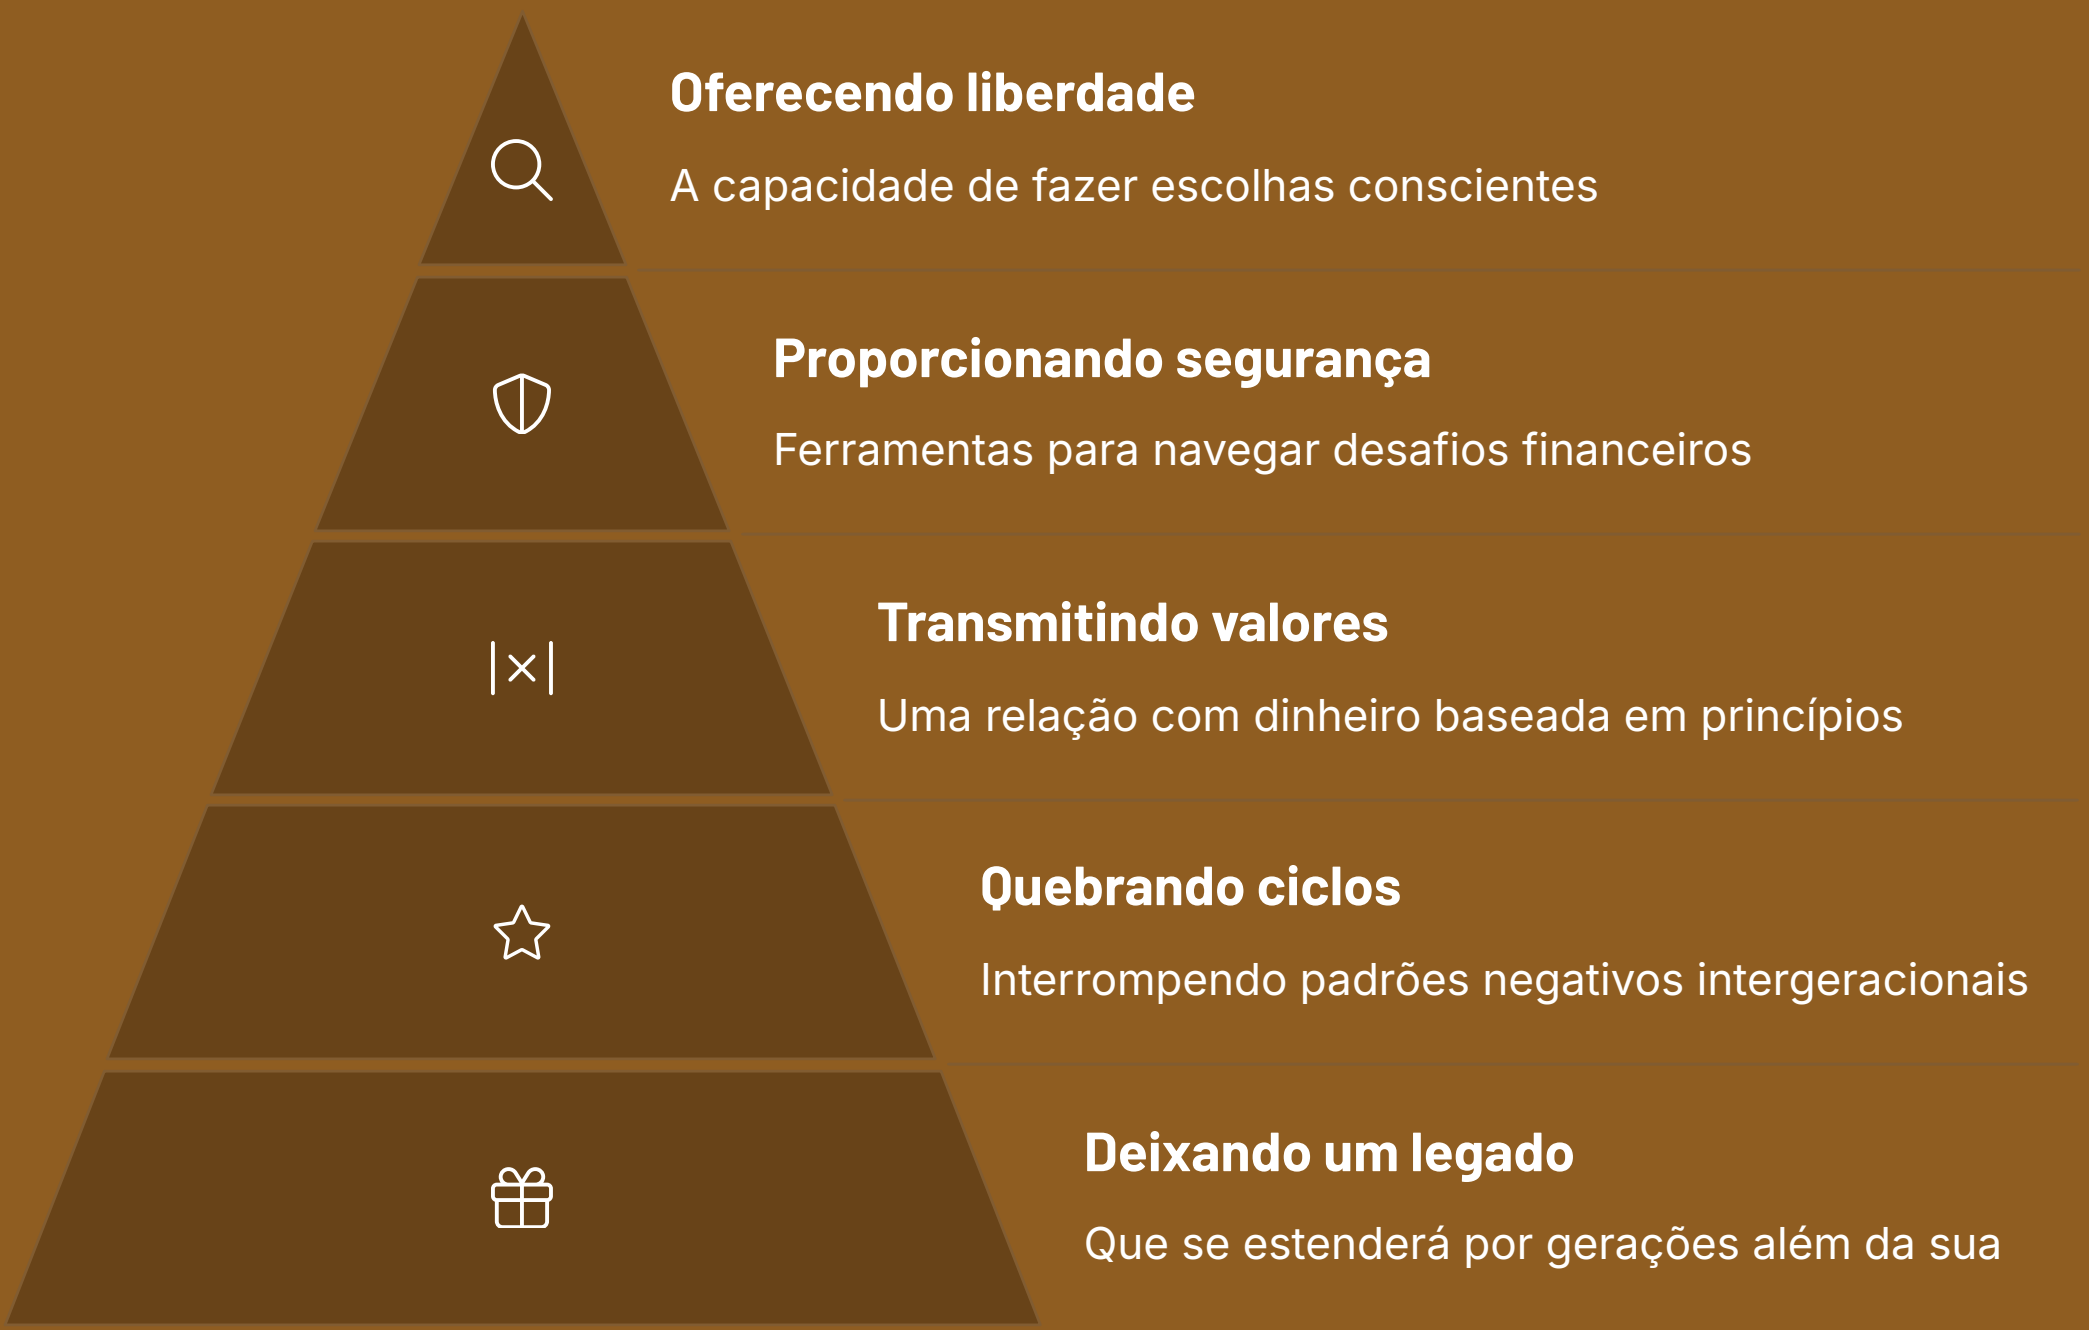 Oferecendo liberdade
A capacidade de fazer escolhas conscientes
Proporcionando segurança
Ferramentas para navegar desafios financeiros
Transmitindo valores
Uma relação com dinheiro baseada em princípios
Quebrando ciclos
Interrompendo padrões negativos intergeracionais
Deixando um legado
Que se estenderá por gerações além da sua